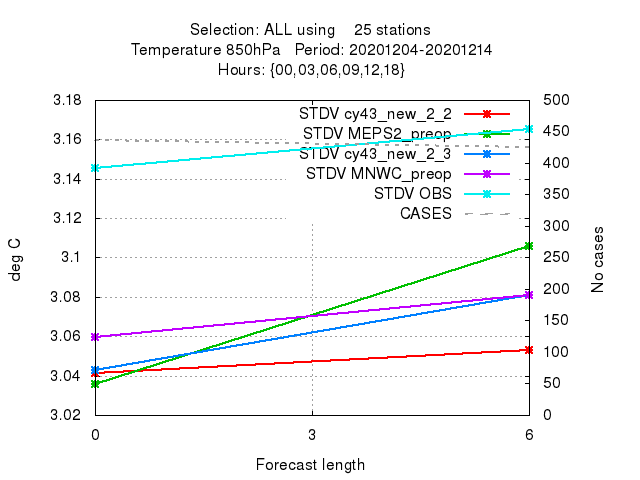 Selection: ALL using    25 stations
Temperature 850hPa   Period: 20201204-20201214
Hours: {00,03,06,09,12,18}
3.18
3.16
3.14
3.12
3.1
3.08
3.06
3.04
3.02
deg C
STDV cy43_new_2_2
STDV MEPS2_preop
STDV cy43_new_2_3
STDV MNWC_preop
STDV OBS
CASES
500
450
400
350
300
250
200
150
100
50
0
No cases
0 3 6
Forecast length